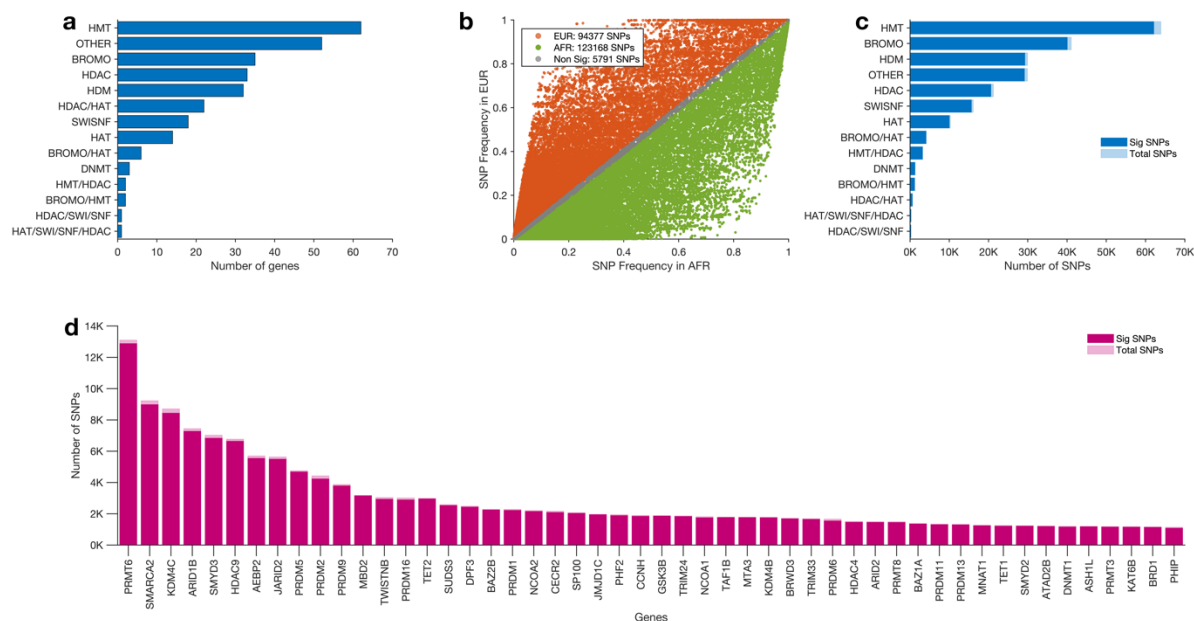 a
HMT
OTHER
BROMO
HDAC
HDM
HDAC/HAT
SWISNF
HAT
BROMO/HAT
DNMT
HMT/HDAC
BROMO/HMT
HDAC/SWI/SNF
HAT/SWI/SNF/HDAC
0 10 20 30 40 50 60 70
Number of genes
b
1
0.8
0.6
0.4
0.2
0
SNP Frequency in EUR
EUR: 94377 SNPs
AFR: 123168 SNPs
Non Sig: 5791 SNPs
0 0.2 0.4 0.6 0.8 1
SNP Frequency in AFR
c
HMT
BROMO
HDM
OTHER
HDAC
SWISNF
HAT
BROMO/HAT
HMT/HDAC
DNMT
BROMO/HMT
HDAC/HAT
HAT/SWI/SNF/HDAC
HDAC/SWI/SNF
Sig SNPs
Total SNPs
0K 10K 20K 30K 40K 50K 60K 70K
Number of SNPs
d
14K
12K
10K
8K
6K
4K
2K
0K
Number of SNPs
Sig SNPs
Total SNPs
PRMT6
SMARCA2
KDM4C
ARID1B
SMYD3
HDAC9
AEBP2
JARID2
PRDM5
PRDM2
PRDM9
MBD2
TWISTNB
PRDM16
TET2
SUDS3
DPF3
BAZ2B
PRDM1
NCOA2
CECR2
SP100
JMJD1C
PHF2
CCNH
GSK3B
TRIM24
NCOA1
TAF1B
MTA3
KDM4B
BRWD3
TRIM33
PRDM6
HDAC4
ARID2
PRMT8
BAZ1A
PRDM11
PRDM13
MNAT1
TET1
SMYD2
ATAD2B
DNMT1
ASH1L
PRMT3
KAT6B
BRD1
PHIP
Genes